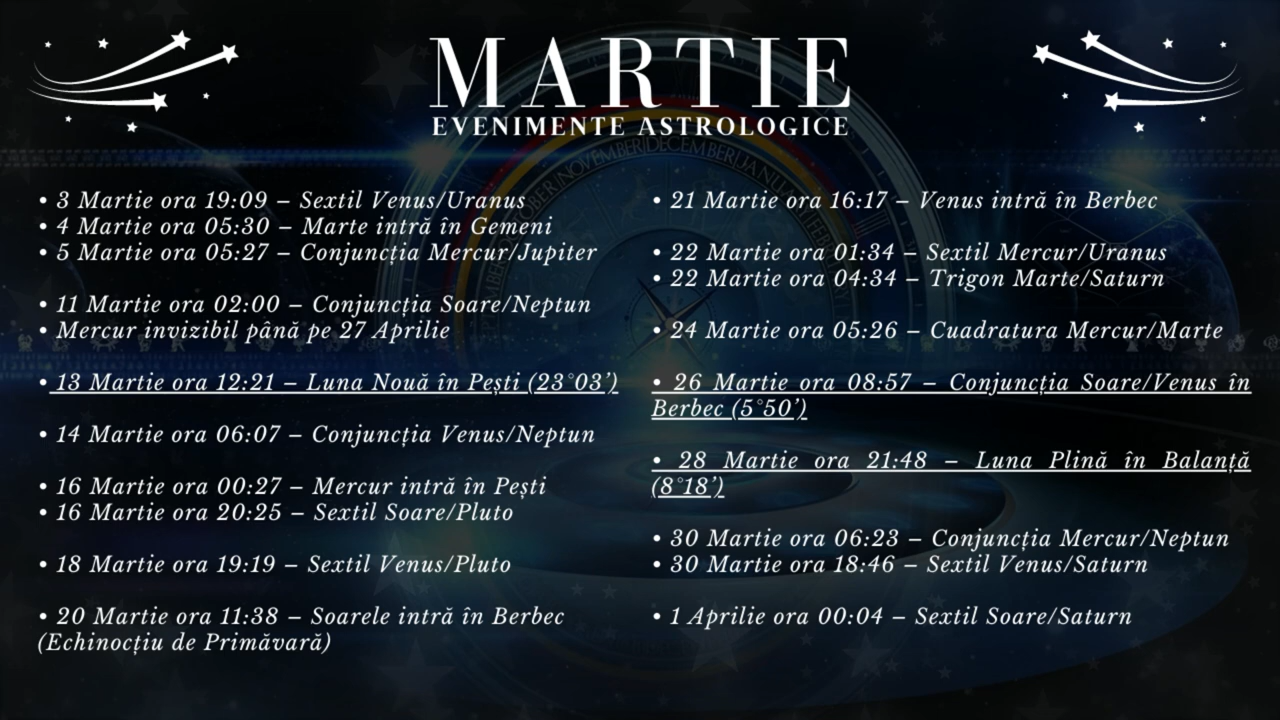 MARTIE
EVENIMENTE ASTROLOGICE
• 3 Martie ora 19:09 – Sextil Venus/Uranus
• 4 Martie ora 05:30 – Marte intră în Gemeni
• 5 Martie ora 05:27 – Conjuncția Mercur/Jupiter
• 11 Martie ora 02:00 – Conjuncția Soare/Neptun
• Mercur invizibil până pe 27 Aprilie
• 13 Martie ora 12:21 – Luna Nouă în Pești (23°03’)
• 14 Martie ora 06:07 – Conjuncția Venus/Neptun
• 16 Martie ora 00:27 – Mercur intră în Pești
• 16 Martie ora 20:25 – Sextil Soare/Pluto
• 18 Martie ora 19:19 – Sextil Venus/Pluto
• 20 Martie ora 11:38 – Soarele intră în Berbec
(Echinocțiu de Primăvară)
• 21 Martie ora 16:17 – Venus intră în Berbec
• 22 Martie ora 01:34 – Sextil Mercur/Uranus
• 22 Martie ora 04:34 – Trigon Marte/Saturn
• 24 Martie ora 05:26 – Cuadratura Mercur/Marte
• 26 Martie ora 08:57 – Conjuncția Soare/Venus în
Berbec (5°50’)
• 28 Martie ora 21:48 – Luna Plină în Balanță
(8°18’)
• 30 Martie ora 06:23 – Conjuncția Mercur/Neptun
• 30 Martie ora 18:46 – Sextil Venus/Saturn
• 1 Aprilie ora 00:04 – Sextil Soare/Saturn
NOVEMBER DECEMBER